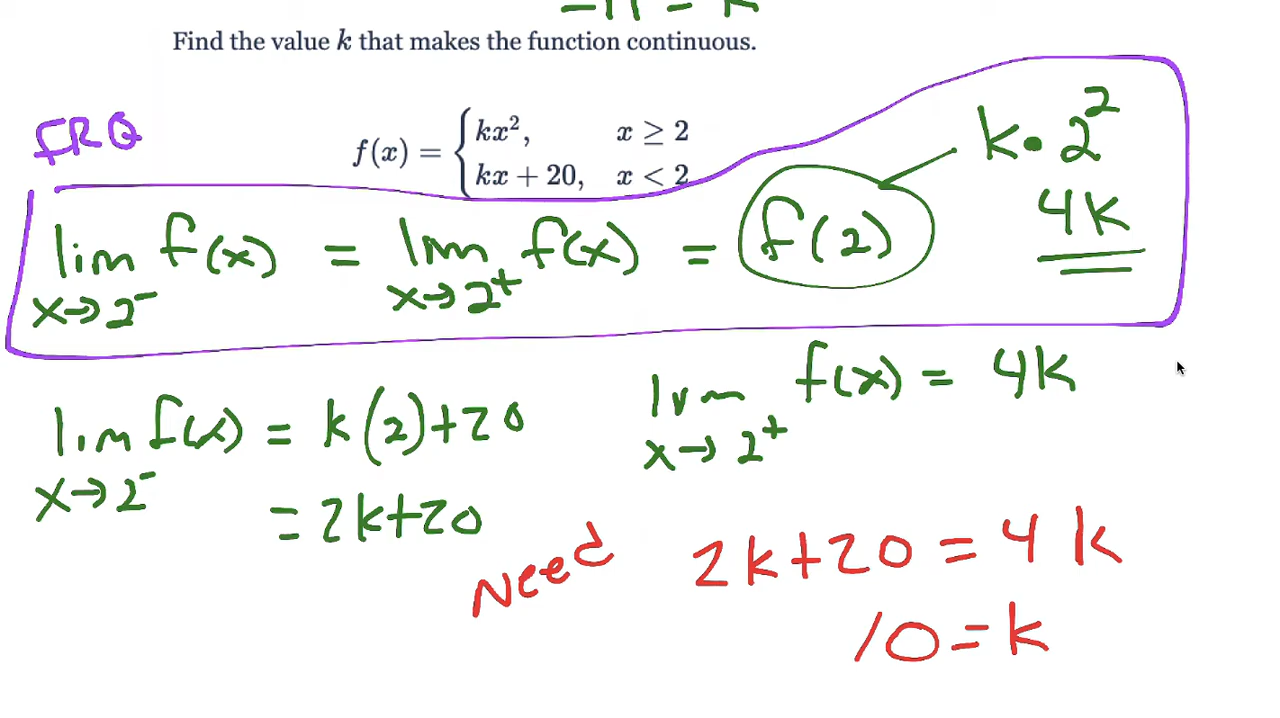 Find the value k that makes the function continuous.
FRQ
f(x) = { kx², x ≥ 2
kx + 20, x < 2
k • 2²
4k
lim x→2⁻ f(x) = lim x→2⁺ f(x) = f(2)
lim x→2⁻ f(x) = k(2)+20
= 2k+20
lim x→2⁺ f(x) = 4k
Need 2k+20 = 4k
10 = k